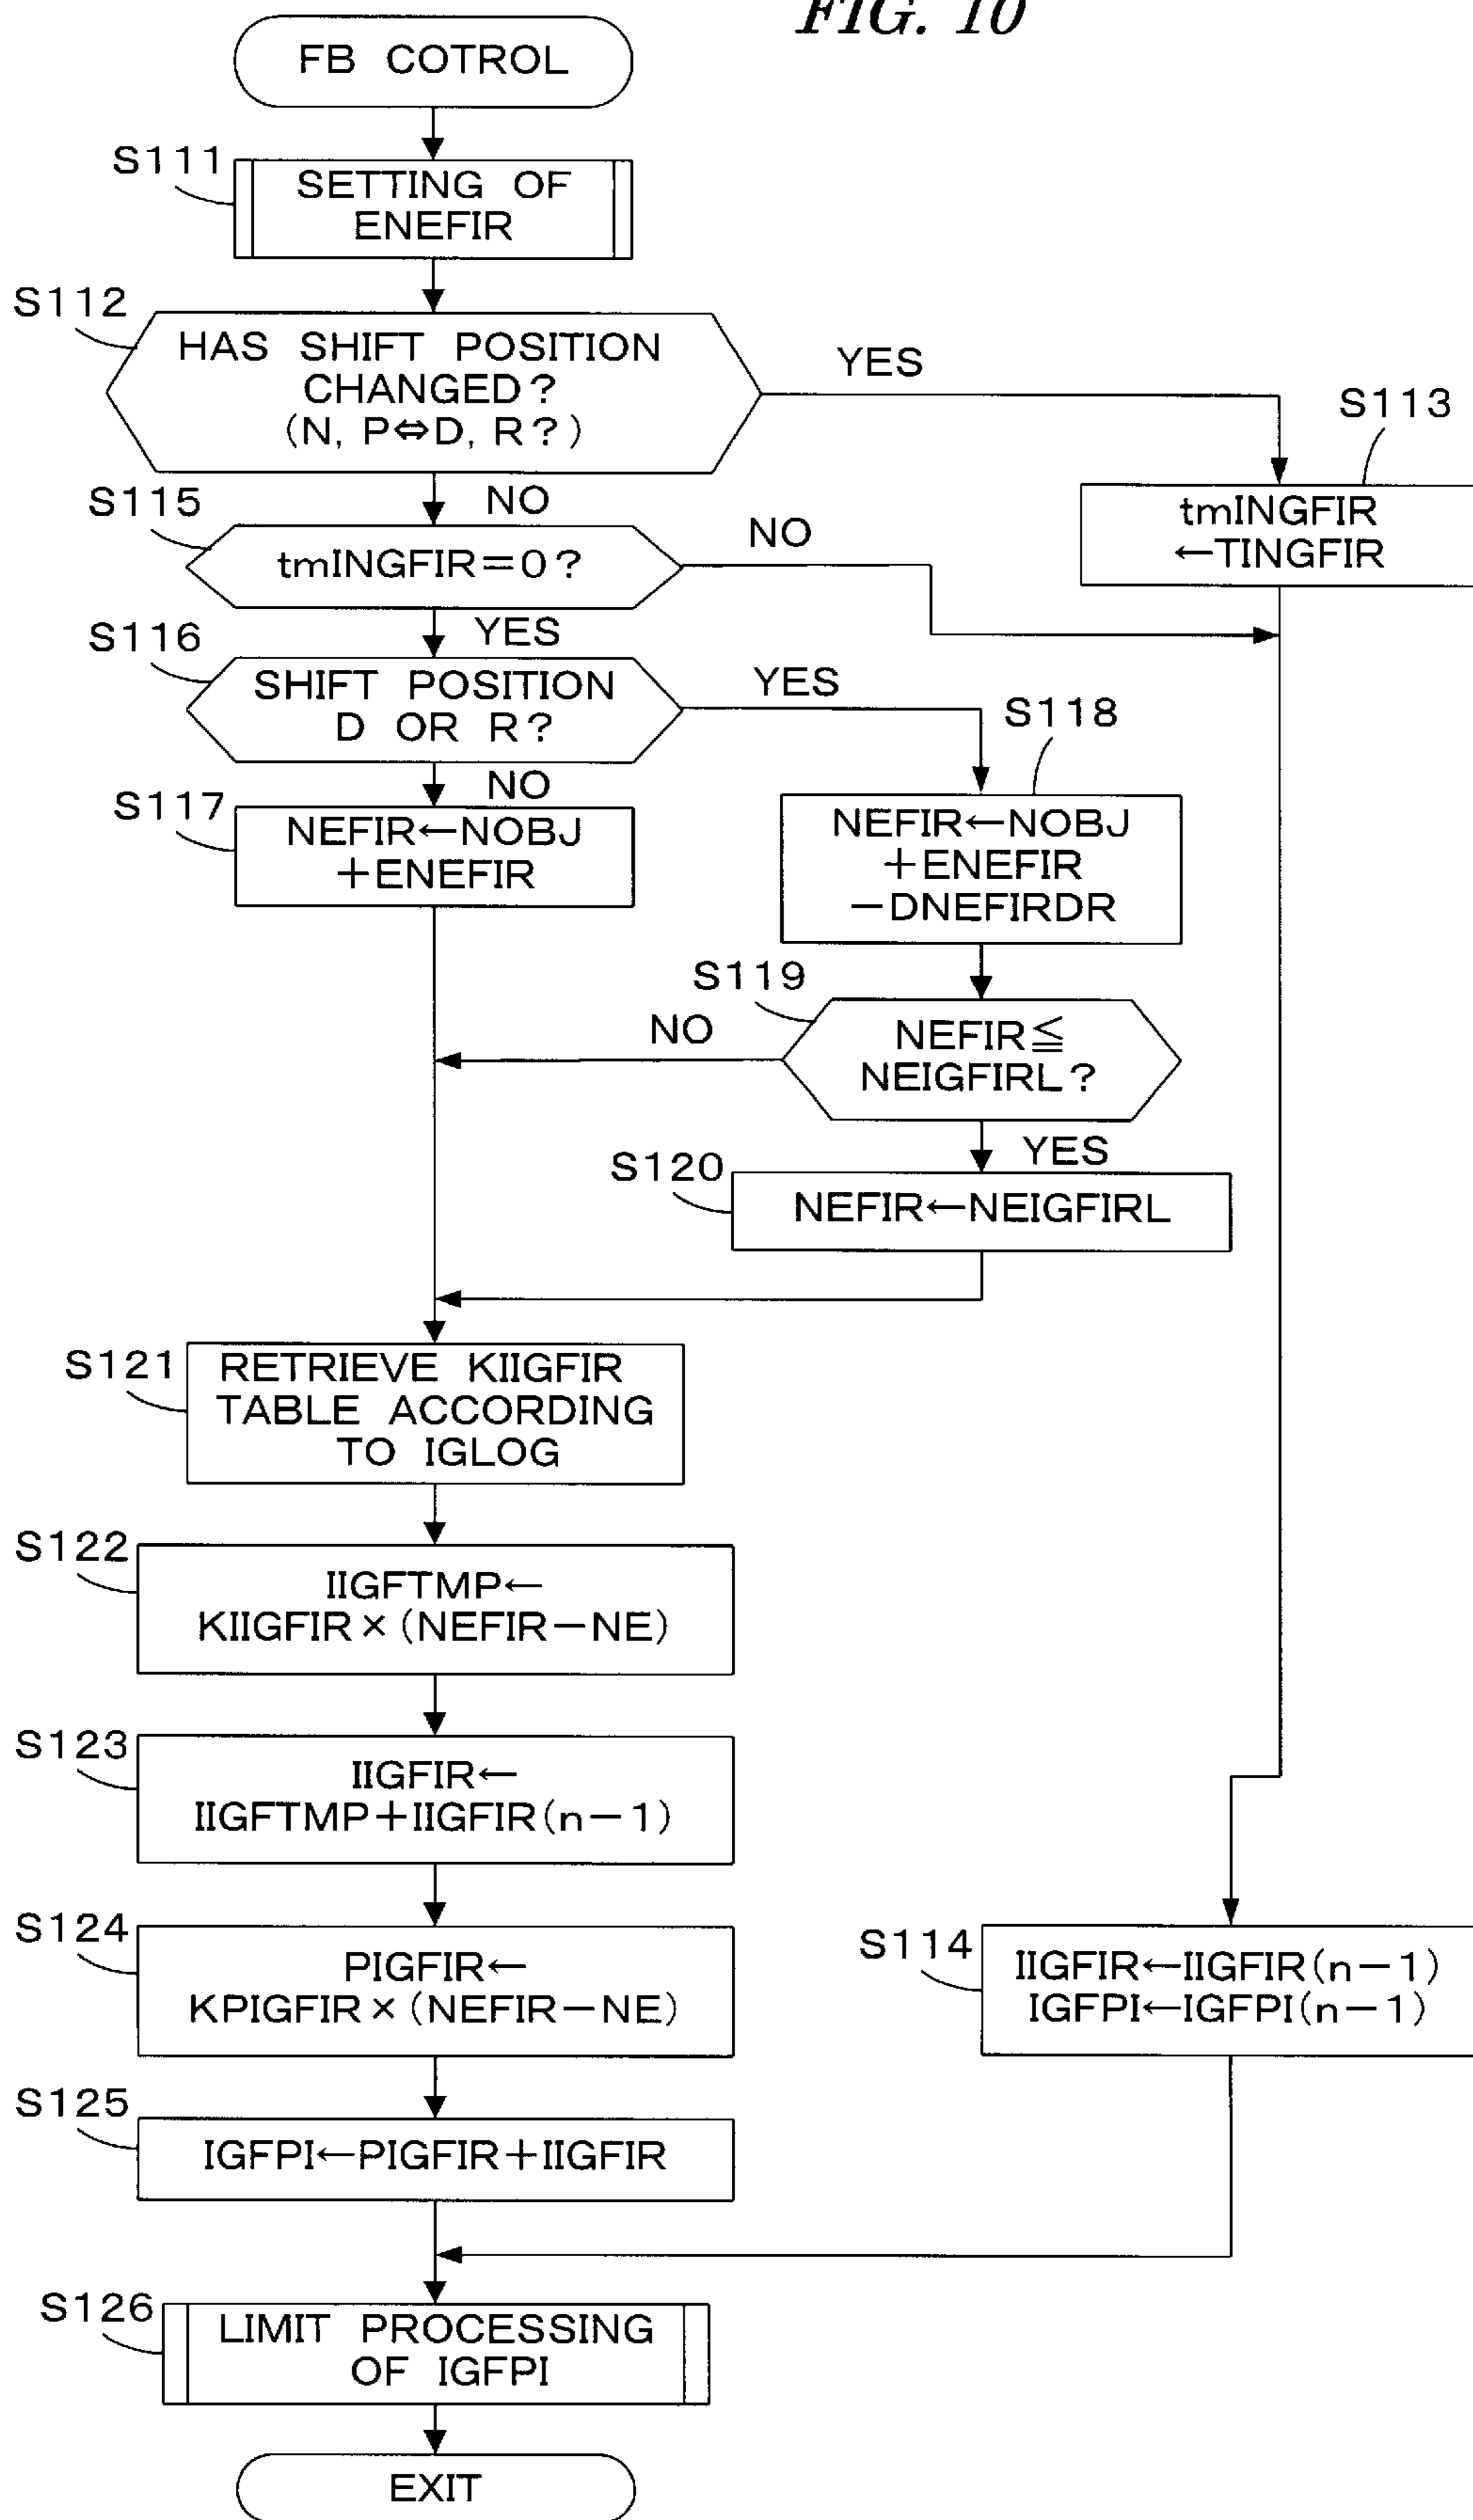 FIG. 10
FB COTROL
S111
SETTING OF
ENEFIR
S112
HAS SHIFT POSITION
CHANGED?
(N, P⇔D, R?)
YES
S113
tmINGFIR
←TINGFIR
NO
S115
tmINGFIR=0?
NO
YES
S116
SHIFT POSITION
D OR R?
YES
NO
S117
NEFIR←NOBJ
+ENEFIR
S118
NEFIR←NOBJ
+ENEFIR
−DNEFIRDR
S119
NEFIR≦
NEIGFIRL?
NO
YES
S120
NEFIR←NEIGFIRL
S121
RETRIEVE KIIGFIR
TABLE ACCORDING
TO IGLOG
S122
IIGFTMP←
KIIGFIR×(NEFIR−NE)
S123
IIGFIR←
IIGFTMP+IIGFIR(n−1)
S124
PIGFIR←
KPIGFIR×(NEFIR−NE)
S114
IIGFIR←IIGFIR(n−1)
IGFPI←IGFPI(n−1)
S125
IGFPI←PIGFIR+IIGFIR
S126
LIMIT PROCESSING
OF IGFPI
EXIT